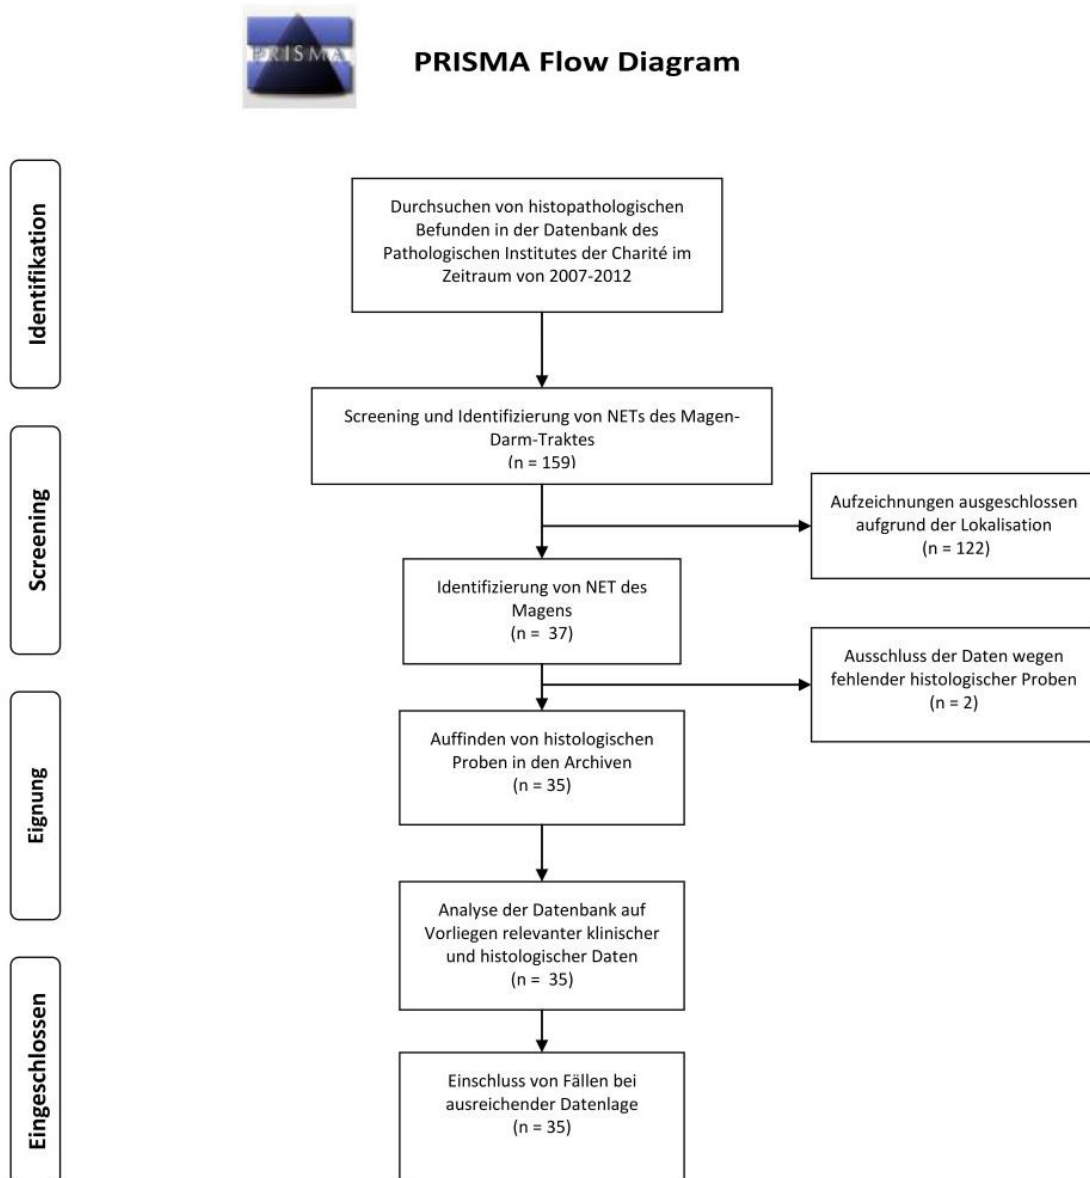 PRISMA
PRISMA Flow Diagram
Identifikation
Durchsuchen von histopathologischen
Befunden in der Datenbank des
Pathologischen Institutes der Charité im
Zeitraum von 2007-2012
Screening und Identifizierung von NETs des Magen-
Darm-Traktes
(n = 159)
Screening
Aufzeichnungen ausgeschlossen
aufgrund der Lokalisation
(n = 122)
Identifizierung von NET des
Magens
(n = 37)
Ausschluss der Daten wegen
fehlender histologischer Proben
(n = 2)
Eignung
Auffinden von histologischen
Proben in den Archiven
(n = 35)
Analyse der Datenbank auf
Vorliegen relevanter klinischer
und histologischer Daten
(n = 35)
Eingeschlossen
Einschluss von Fällen bei
ausreichender Datenlage
(n = 35)